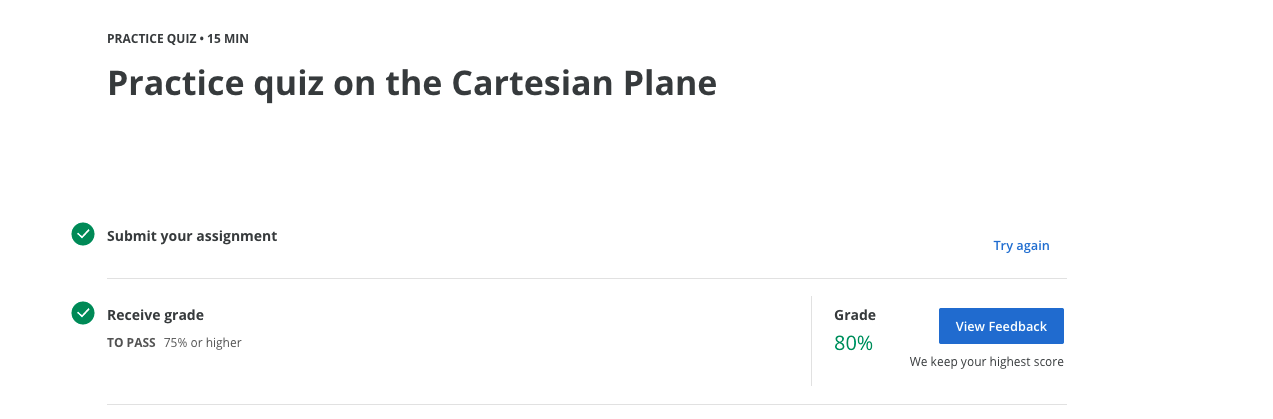 PRACTICE QUIZ • 15 MIN
Practice quiz on the Cartesian Plane
Submit your assignment
Try again
Receive grade
TO PASS 75% or higher
Grade
80%
View Feedback
We keep your highest score